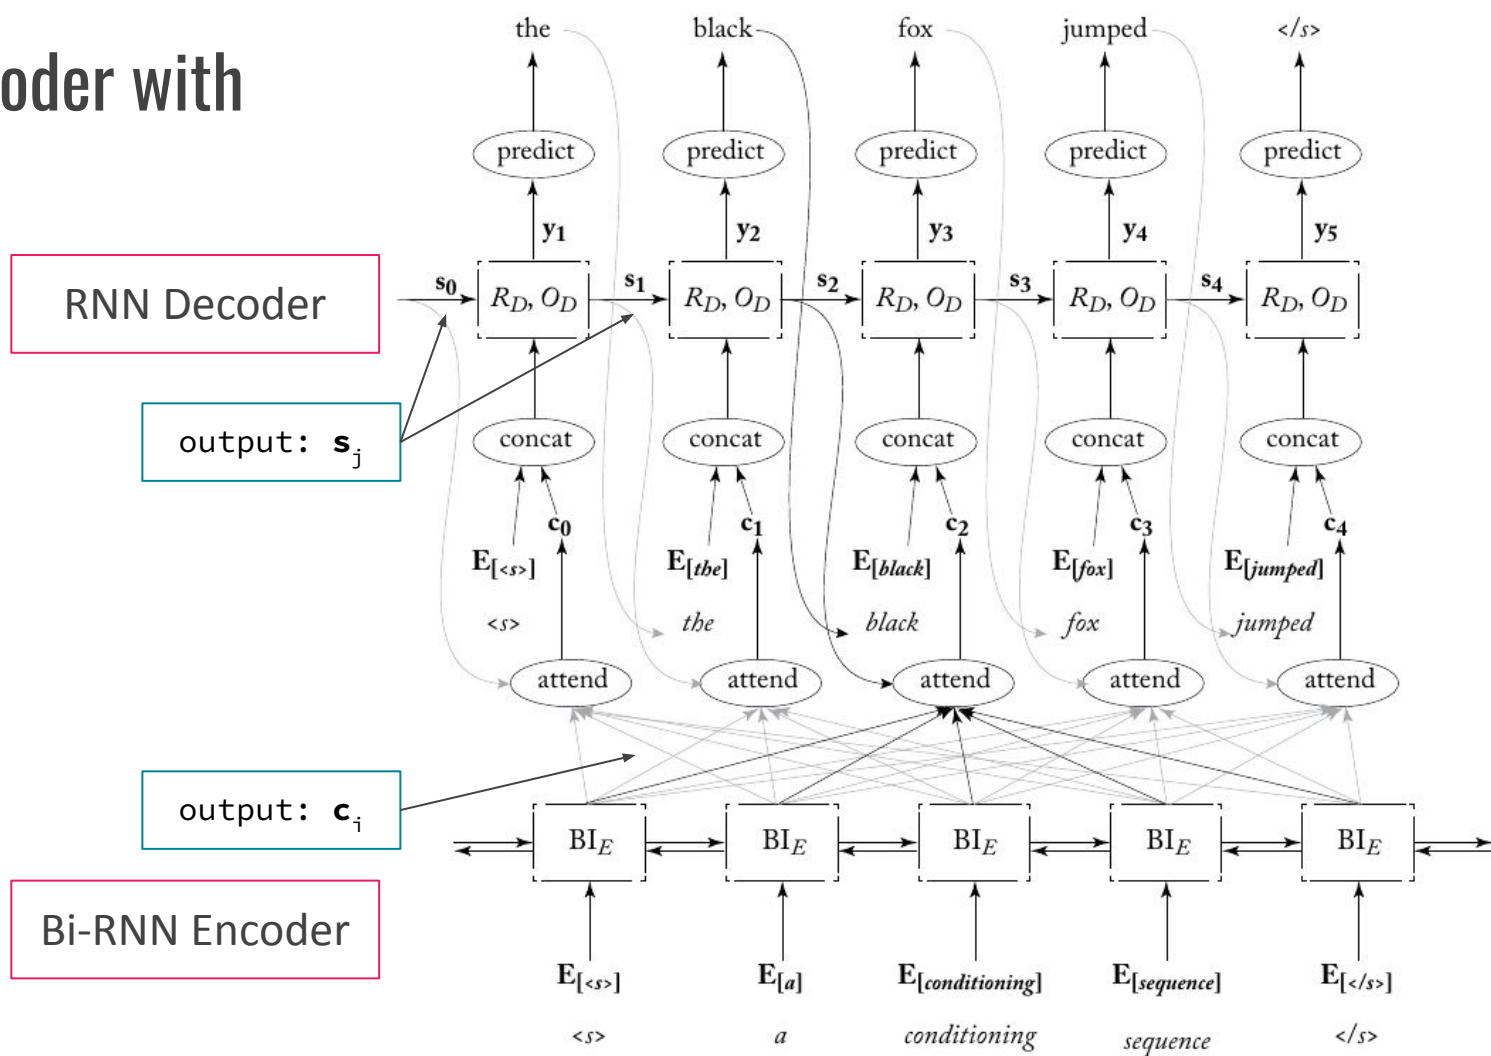 oder with
the black fox jumped </s>
predict predict predict predict predict
y1 y2 y3 y4 y5
RNN Decoder
s0 RD, OD s1 RD, OD s2 RD, OD s3 RD, OD s4 RD, OD
output: sj
concat concat concat concat concat
c0 c1 c2 c3 c4
E[<s>] E[the] E[black] E[fox] E[jumped]
<s> the black fox jumped
attend attend attend attend attend
output: ci
BIE BIE BIE BIE BIE
Bi-RNN Encoder
E[<s>] E[a] E[conditioning] E[sequence] E[</s>]
<s> a conditioning sequence </s>